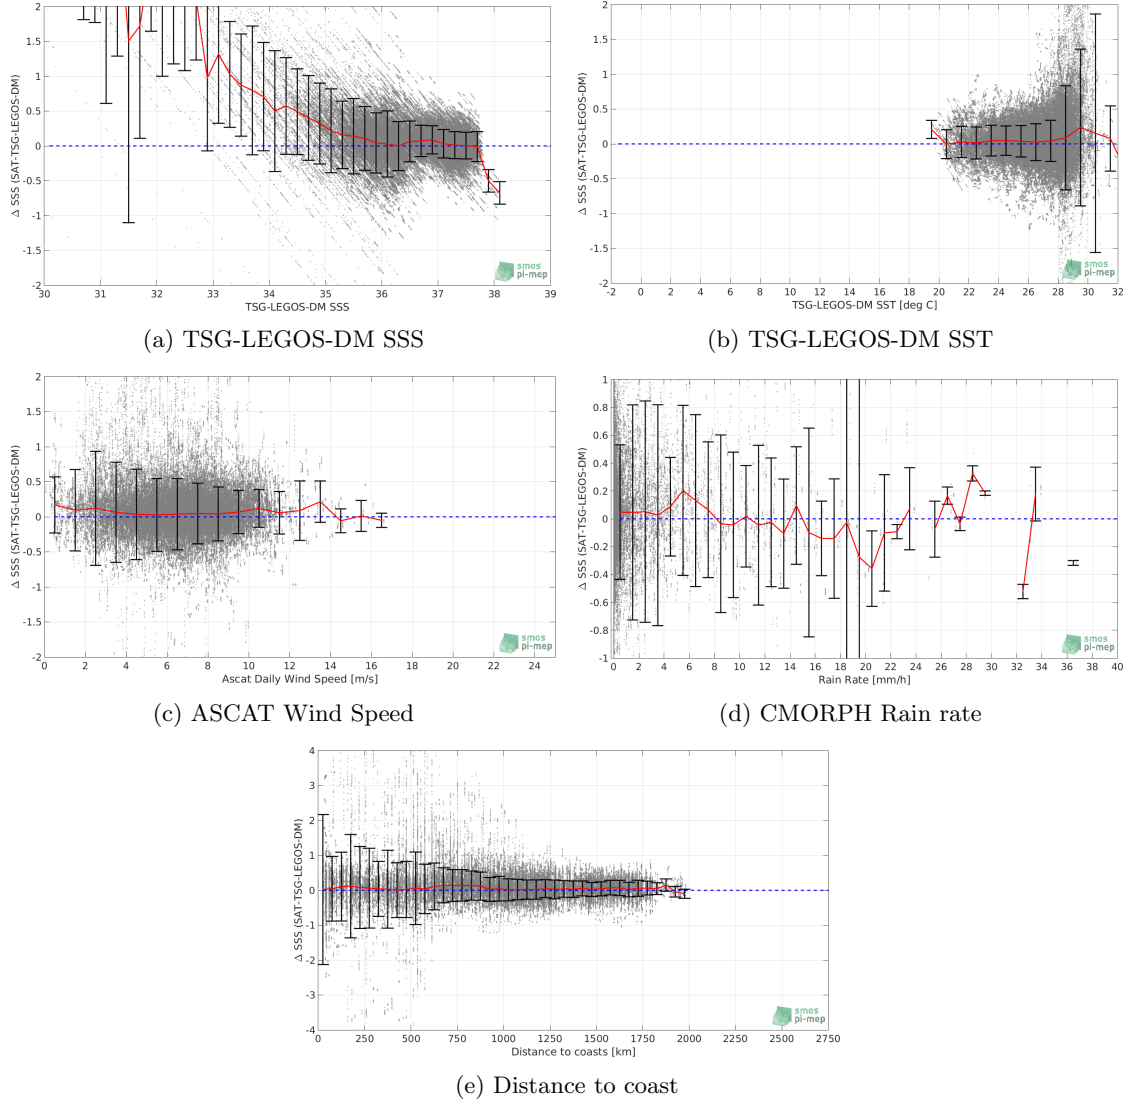 Δ SSS (SAT-TSG-LEGOS-DM)
2
1.5
1
0.5
0
-0.5
-1
-1.5
-2
30 31 32 33 34 35 36 37 38 39
TSG-LEGOS-DM SSS
smos
pi-mep
(a) TSG-LEGOS-DM SSS
Δ SSS (SAT-TSG-LEGOS-DM)
2
1.5
1
0.5
0
-0.5
-1
-1.5
-2
-2 0 2 4 6 8 10 12 14 16 18 20 22 24 26 28 30 32
TSG-LEGOS-DM SST [deg C]
smos
pi-mep
(b) TSG-LEGOS-DM SST
Δ SSS (SAT-TSG-LEGOS-DM)
2
1.5
1
0.5
0
-0.5
-1
-1.5
-2
0 2 4 6 8 10 12 14 16 18 20 22 24
Ascat Daily Wind Speed [m/s]
smos
pi-mep
(c) ASCAT Wind Speed
Δ SSS (SAT-TSG-LEGOS-DM)
1
0.8
0.6
0.4
0.2
0
-0.2
-0.4
-0.6
-0.8
-1
0 2 4 6 8 10 12 14 16 18 20 22 24 26 28 30 32 34 36 38 40
Rain Rate [mm/h]
smos
pi-mep
(d) CMORPH Rain rate
Δ SSS (SAT-TSG-LEGOS-DM)
4
3
2
1
0
-1
-2
-3
-4
0 250 500 750 1000 1250 1500 1750 2000 2250 2500 2750
Distance to coasts [km]
smos
pi-mep
(e) Distance to coast